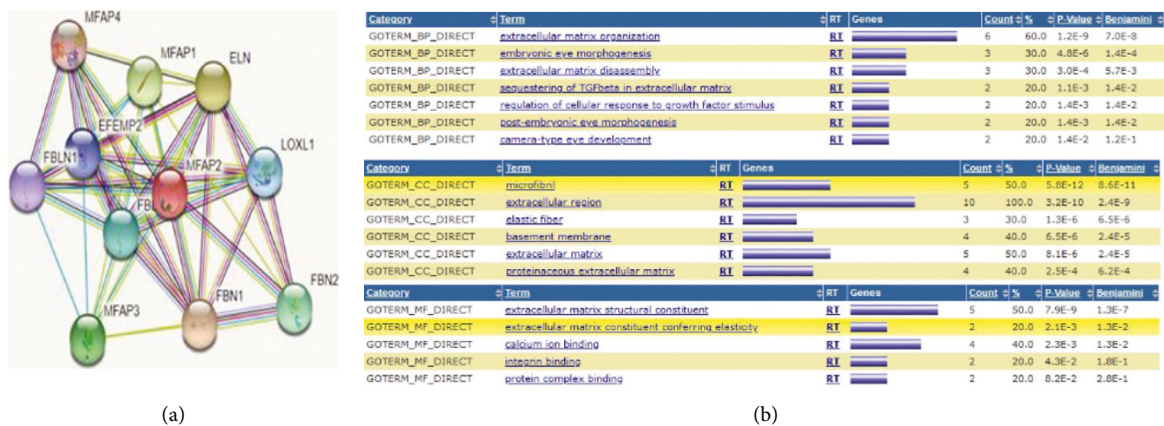 MFAP4
MFAP1
ELN
EFEMP2
LOXL1
FBLN1
MFAP2
FBN2
FBN1
MFAP3
(a)
Category Term RT Genes Count % P-Value Benjamini
GOTERM_BP_DIRECT extracellular matrix organization RT 6 60.0 1.2E-9 7.0E-8
GOTERM_BP_DIRECT embryonic eye morphogenesis RT 3 30.0 4.8E-6 1.4E-4
GOTERM_BP_DIRECT extracellular matrix disassembly RT 3 30.0 3.0E-4 5.7E-3
GOTERM_BP_DIRECT sequestering of TGFbeta in extracellular matrix RT 2 20.0 1.1E-3 1.4E-2
GOTERM_BP_DIRECT regulation of cellular response to growth factor stimulus RT 2 20.0 1.4E-3 1.4E-2
GOTERM_BP_DIRECT post-embryonic eye morphogenesis RT 2 20.0 1.4E-3 1.4E-2
GOTERM_BP_DIRECT camera-type eye development RT 2 20.0 1.4E-2 1.2E-1
Category Term RT Genes Count % P-Value Benjamini
GOTERM_CC_DIRECT microfibril RT 5 50.0 5.8E-12 8.6E-11
GOTERM_CC_DIRECT extracellular region RT 10 100.0 3.2E-10 2.4E-9
GOTERM_CC_DIRECT elastic fiber RT 3 30.0 1.3E-6 6.5E-6
GOTERM_CC_DIRECT basement membrane RT 4 40.0 6.5E-6 2.4E-5
GOTERM_CC_DIRECT extracellular matrix RT 5 50.0 8.1E-6 2.4E-5
GOTERM_CC_DIRECT proteinaceous extracellular matrix RT 4 40.0 2.5E-4 6.2E-4
Category Term RT Genes Count % P-Value Benjamini
GOTERM_MF_DIRECT extracellular matrix structural constituent RT 5 50.0 7.9E-9 1.3E-7
GOTERM_MF_DIRECT extracellular matrix constituent conferring elasticity RT 2 20.0 2.1E-3 1.3E-2
GOTERM_MF_DIRECT calcium ion binding RT 4 40.0 2.3E-3 1.3E-2
GOTERM_MF_DIRECT integrin binding RT 2 20.0 4.3E-2 1.8E-1
GOTERM_MF_DIRECT protein complex binding RT 2 20.0 8.2E-2 2.8E-1
(b)